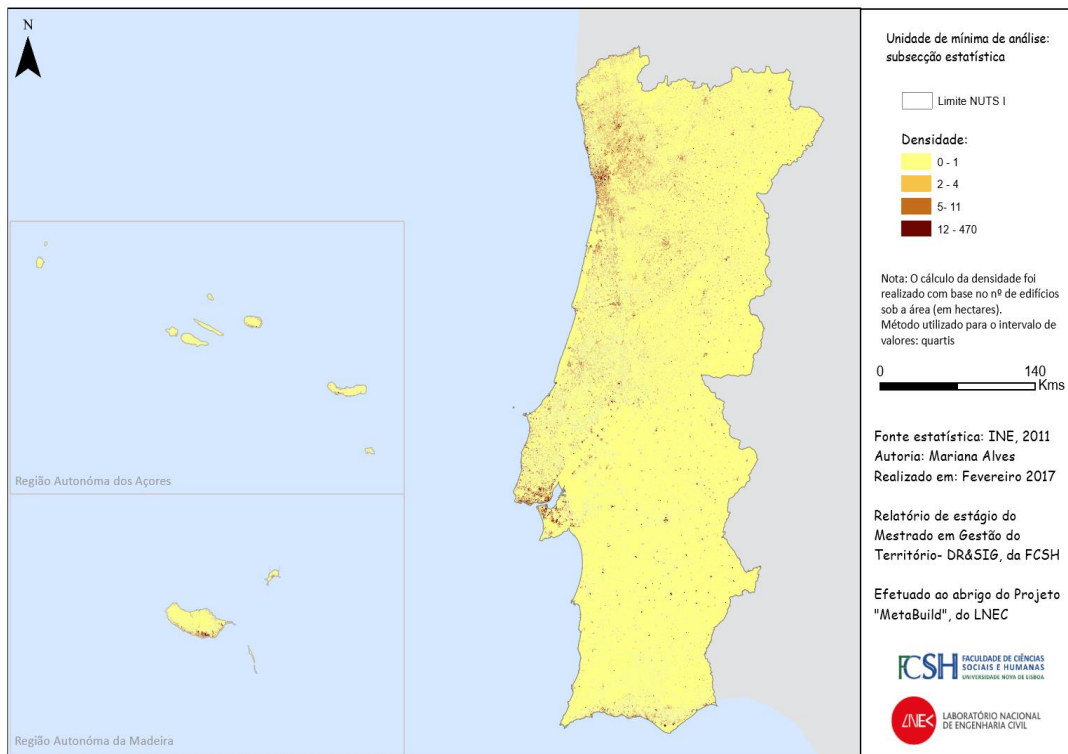 N
Região Autonóma dos Açores
Região Autonóma da Madeira
Unidade de mínima de análise:
subsecção estatística
Limite NUTS I
Densidade:
0 - 1
2 - 4
5- 11
12 - 470
Nota: O cálculo da densidade foi
realizado com base no nº de edifícios
sob a área (em hectares).
Método utilizado para o intervalo de
valores: quartis
0 140
Kms
Fonte estatística: INE, 2011
Autoria: Mariana Alves
Realizado em: Fevereiro 2017
Relatório de estágio do
Mestrado em Gestão do
Território- DR&SIG, da FCSH
Efetuado ao abrigo do Projeto
"MetaBuild", do LNEC
FCSH FACULDADE DE CIÊNCIAS
SOCIAIS E HUMANAS
UNIVERSIDADE NOVA DE LISBOA
LNEC LABORATÓRIO NACIONAL
DE ENGENHARIA CIVIL